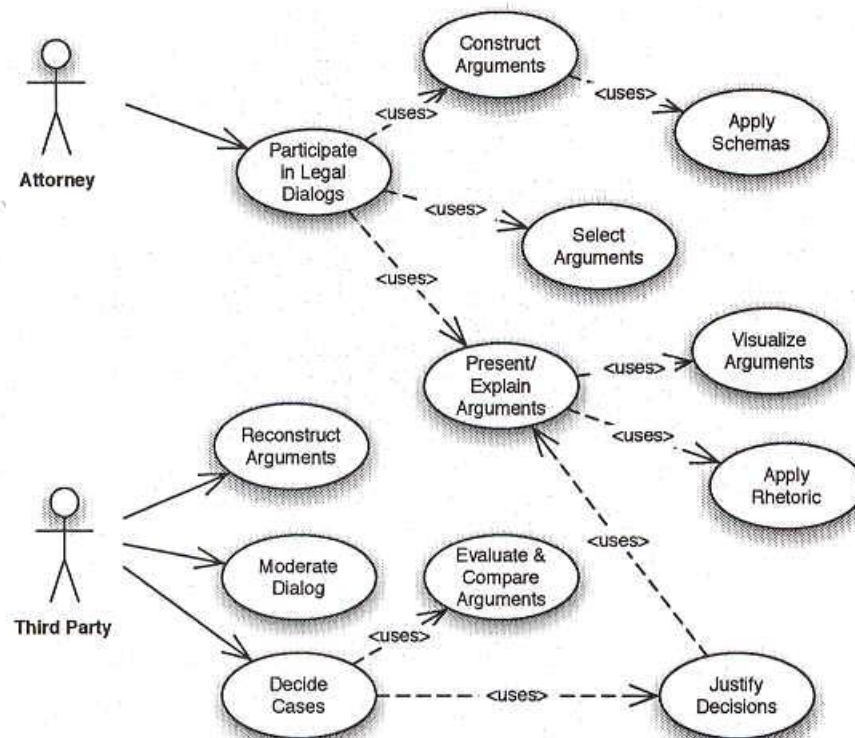 Construct
Arguments
<uses>
<uses>
Apply
Schemas
Participate
in Legal
Dialogs
Attorney
<uses>
Select
Arguments
<uses>
Visualize
Arguments
Present/
Explain
Arguments
<uses>
<uses>
Apply
Rhetoric
Reconstruct
Arguments
<uses>
Evaluate &
Compare
Arguments
Moderate
Dialog
Third Party
<uses>
Decide
Cases
<uses>
Justify
Decisions